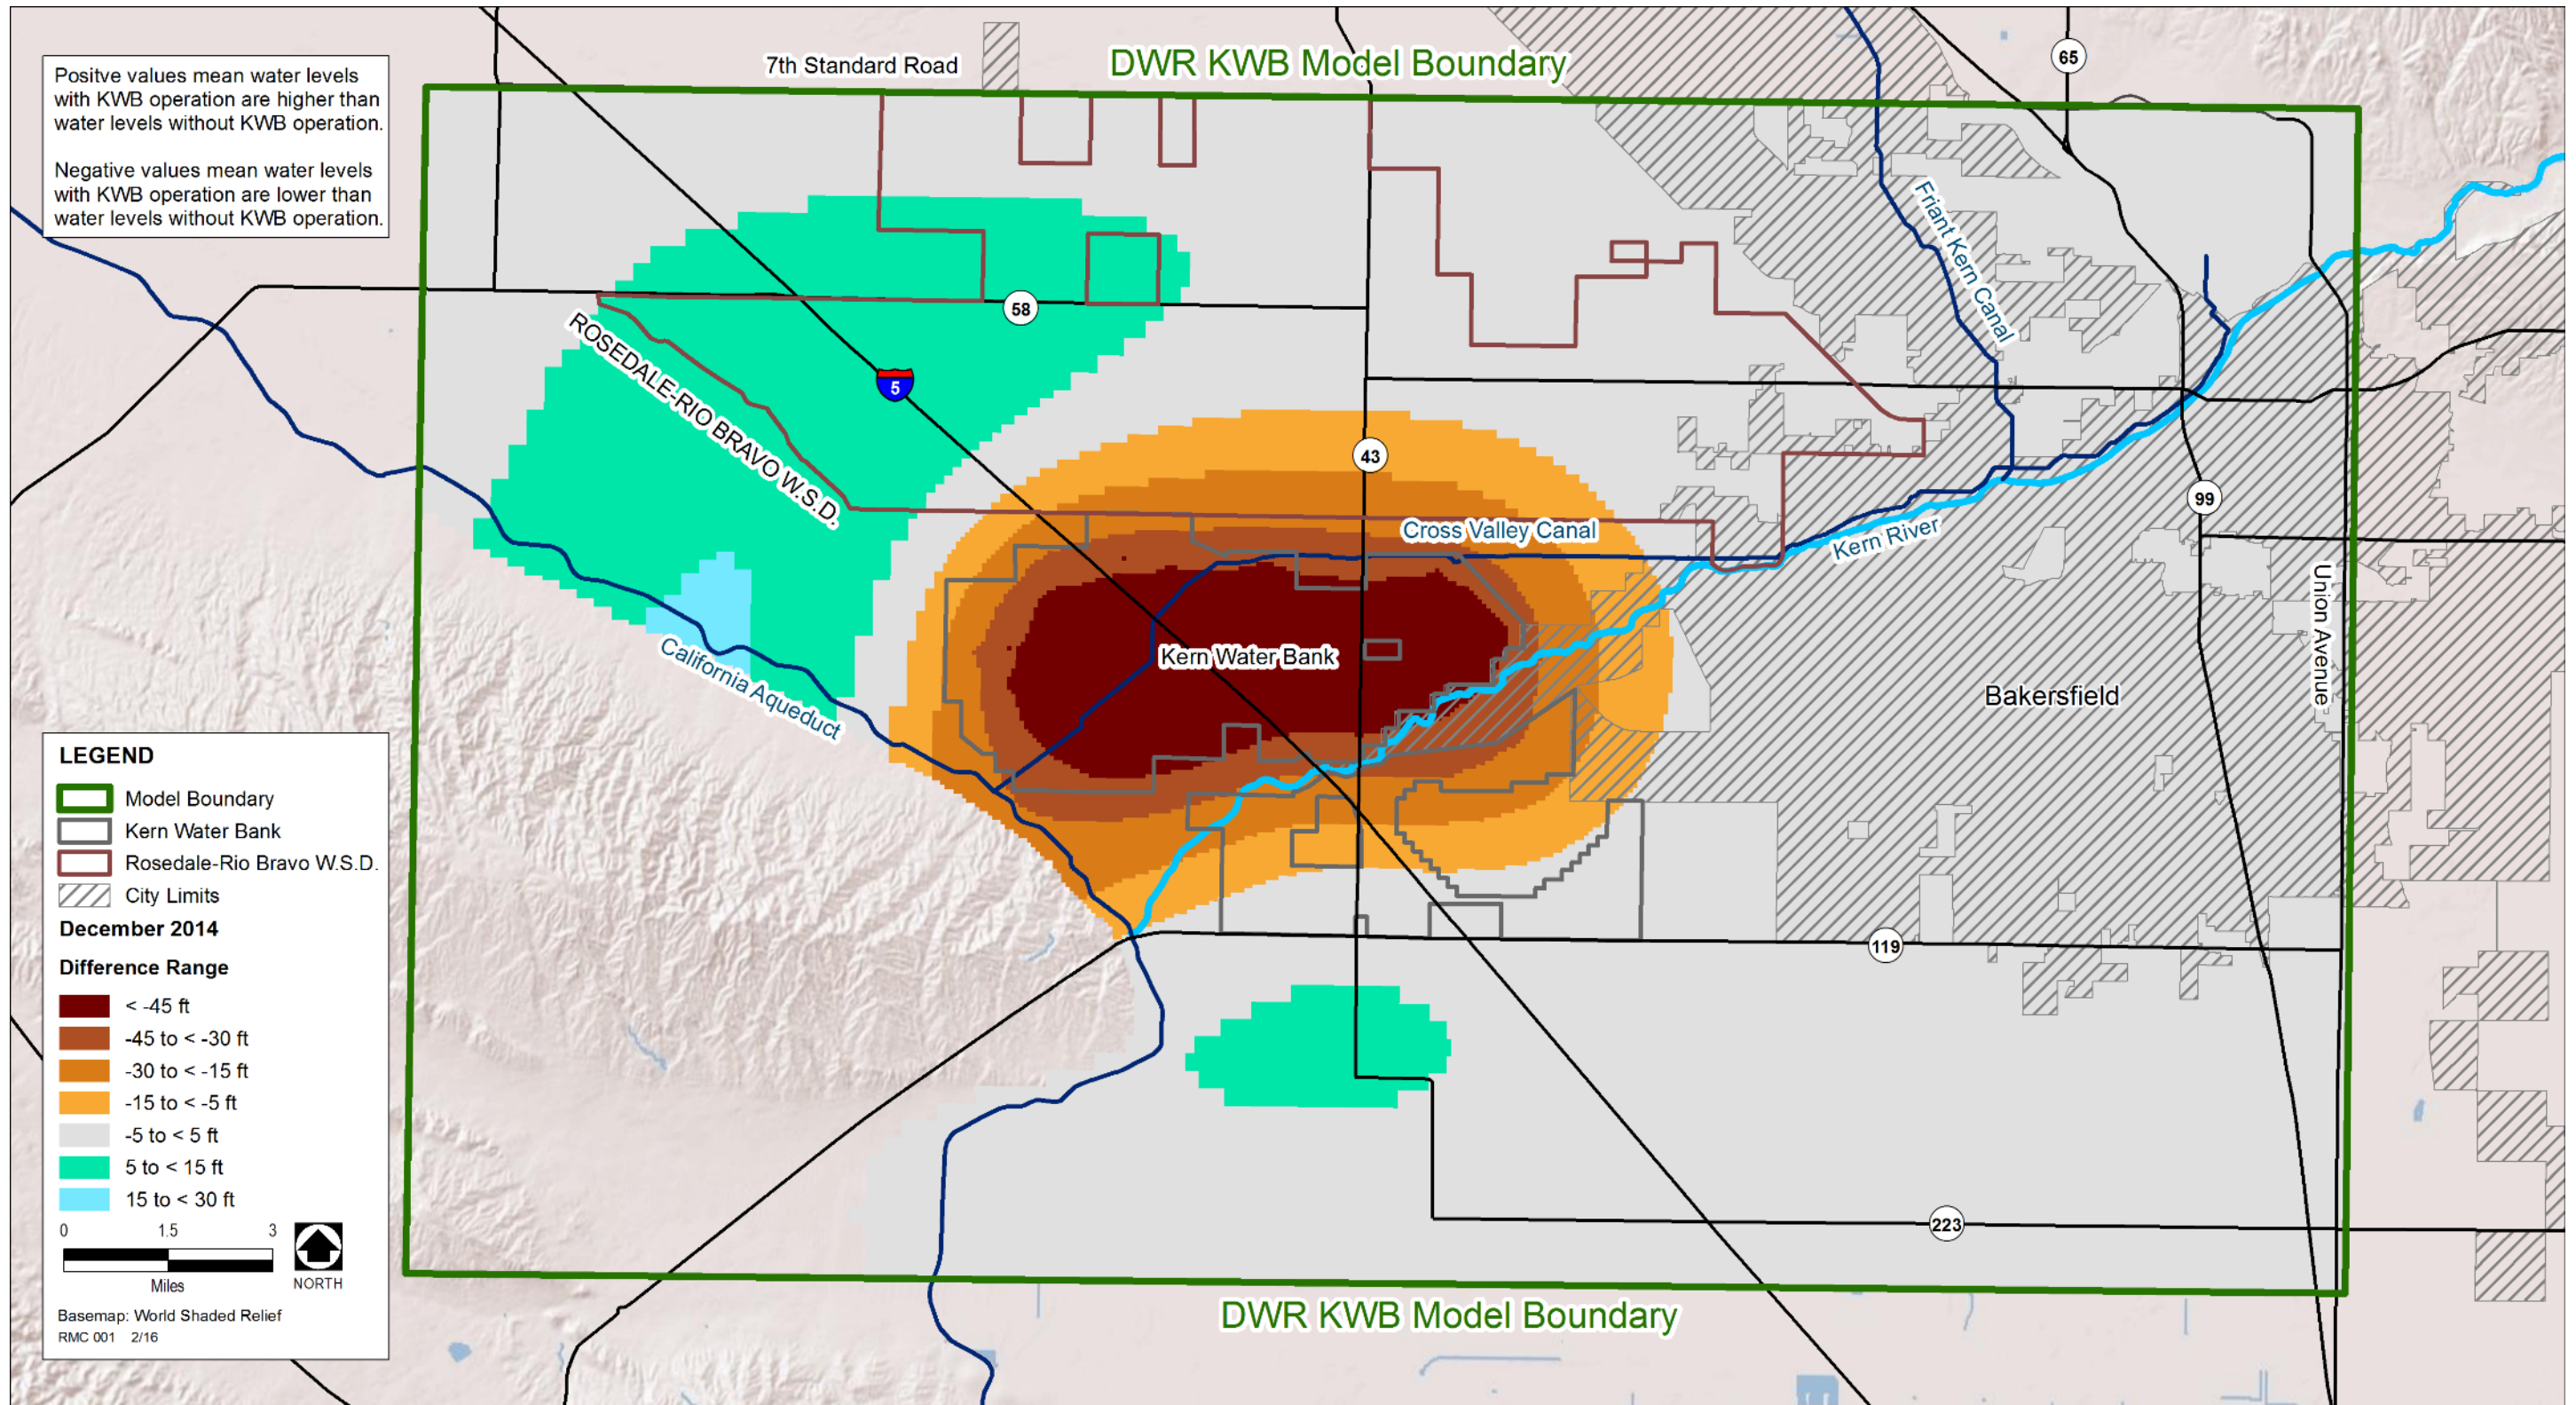 Positve values mean water levels
with KWB operation are higher than
water levels without KWB operation.
Negative values mean water levels
with KWB operation are lower than
water levels without KWB operation.
7th Standard Road
DWR KWB Model Boundary
65
Friant Kern Canal
58
ROSEDALE-RIO BRAVO W.S.D.
5
43
99
Cross Valley Canal
Kern River
Union Avenue
Kern Water Bank
California Aqueduct
Bakersfield
119
223
DWR KWB Model Boundary
LEGEND
Model Boundary
Kern Water Bank
Rosedale-Rio Bravo W.S.D.
City Limits
December 2014
Difference Range
< -45 ft
-45 to < -30 ft
-30 to < -15 ft
-15 to < -5 ft
-5 to < 5 ft
5 to < 15 ft
15 to < 30 ft
0 1.5 3
Miles
NORTH
Basemap: World Shaded Relief
RMC 001 2/16